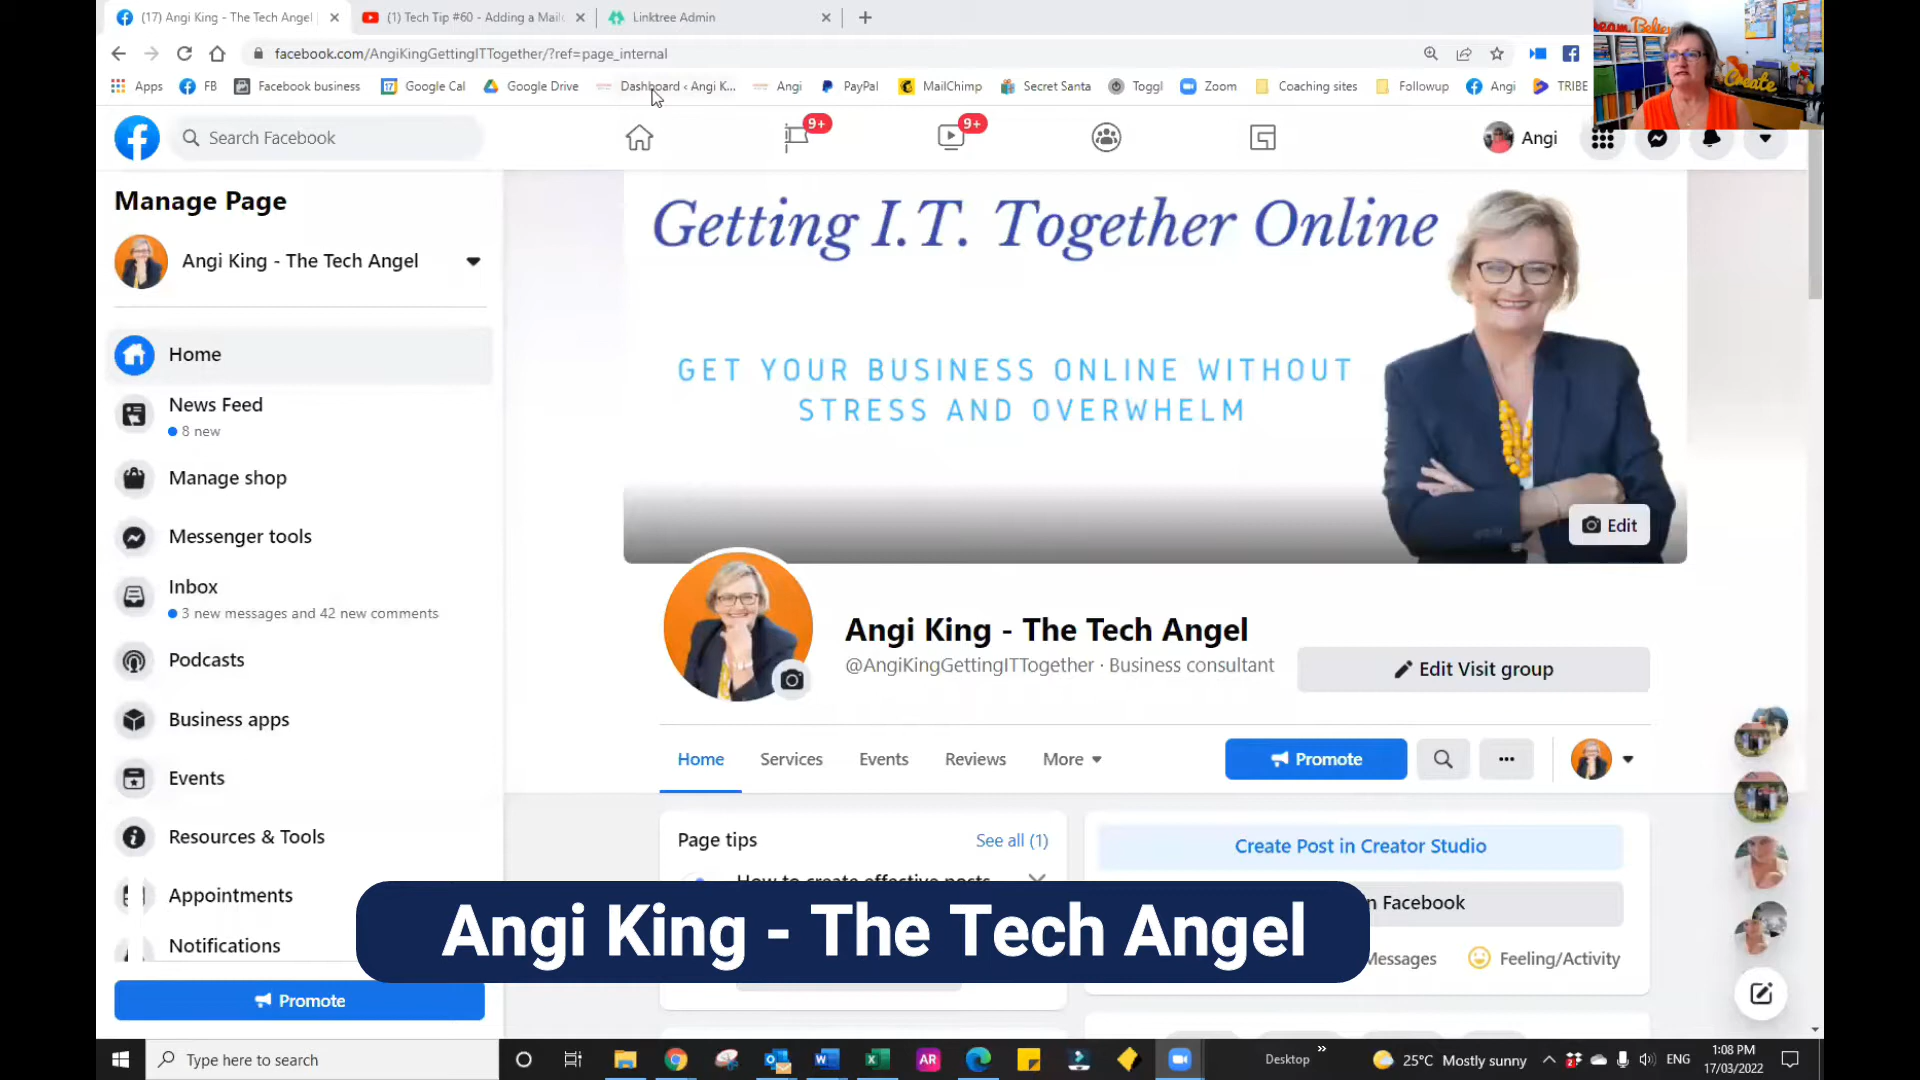 (17) Angi King - The Tech Angel
(1) Tech Tip #60 - Adding a Mail
Linktree Admin
facebook.com/AngiKingGettingITTogether/?ref=page_internal
Apps
FB
Facebook business
Google Cal
Google Drive
Dashboard ‹ Angi K...
Angi
PayPal
MailChimp
Secret Santa
Toggl
Zoom
Coaching sites
Followup
Angi
TRIBE
Create
Search Facebook
9+
9+
Angi
Manage Page
Angi King - The Tech Angel
Home
News Feed
8 new
Manage shop
Messenger tools
Inbox
3 new messages and 42 new comments
Podcasts
Business apps
Events
Resources & Tools
Appointments
Notifications
Promote
Getting I.T. Together Online
GET YOUR BUSINESS ONLINE WITHOUT
STRESS AND OVERWHELM
Edit
Angi King - The Tech Angel
@AngiKingGettingITTogether · Business consultant
Edit Visit group
Home
Services
Events
Reviews
More
Promote
Page tips
See all (1)
How to create effective posts
Create Post in Creator Studio
n Facebook
Messages
Feeling/Activity
Angi King - The Tech Angel
Type here to search
AR
Desktop
25°C Mostly sunny
ENG
1:08 PM
17/03/2022